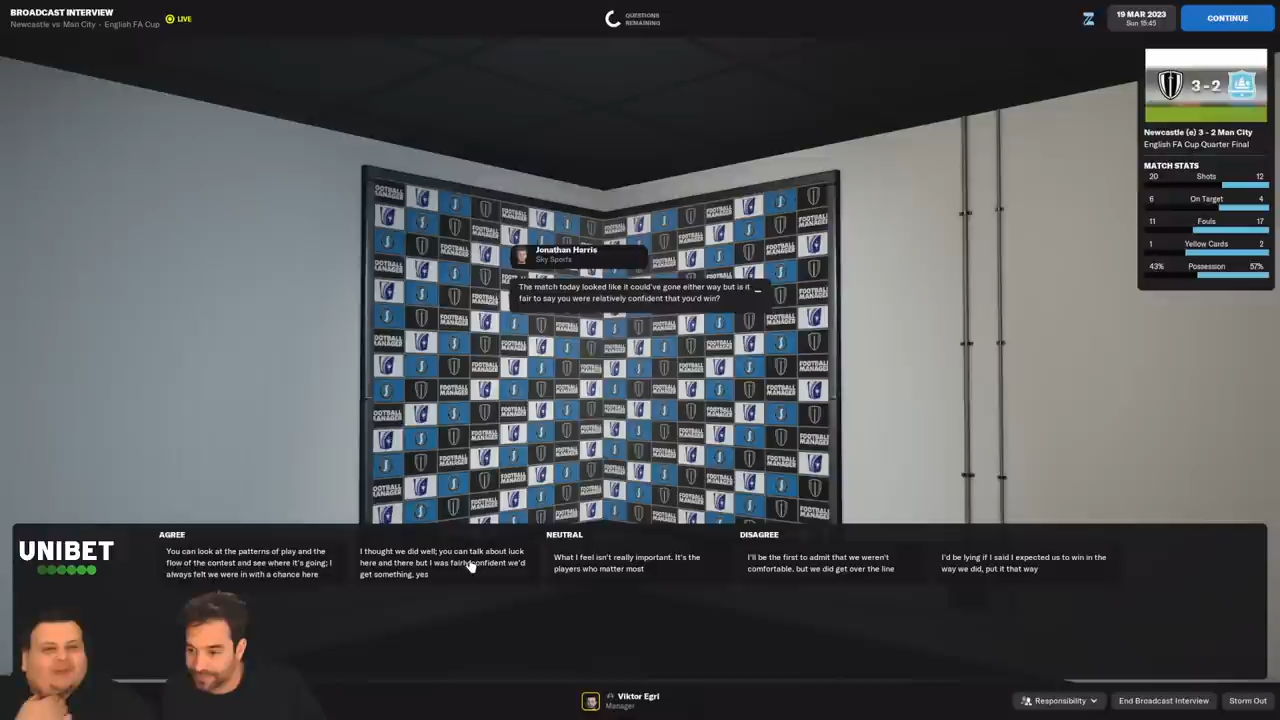 BROADCAST INTERVIEW
Newcastle vs Man City - English FA Cup
LIVE
QUESTIONS
REMAINING
19 MAR 2023
Sun 15:45
CONTINUE
3 - 2
Newcastle (e) 3 - 2 Man City
English FA Cup Quarter Final
MATCH STATS
20 Shots 12
6 On Target 4
11 Fouls 17
1 Yellow Cards 2
43% Possession 57%
FOOTBALL MANAGER
Jonathan Harris
Sky Sports
The match today looked like it could've gone either way but is it
fair to say you were relatively confident that you'd win?
UNIBET
AGREE
You can look at the patterns of play and the
flow of the contest and see where it's going; I
always felt we were in with a chance here
I thought we did well; you can talk about luck
here and there but I was fairly confident we'd
get something, yes
NEUTRAL
What I feel isn't really important. It's the
players who matter most
DISAGREE
I'll be the first to admit that we weren't
comfortable, but we did get over the line
I'd be lying if I said I expected us to win in the
way we did, put it that way
Viktor Egri
Manager
Responsibility
End Broadcast Interview
Storm Out